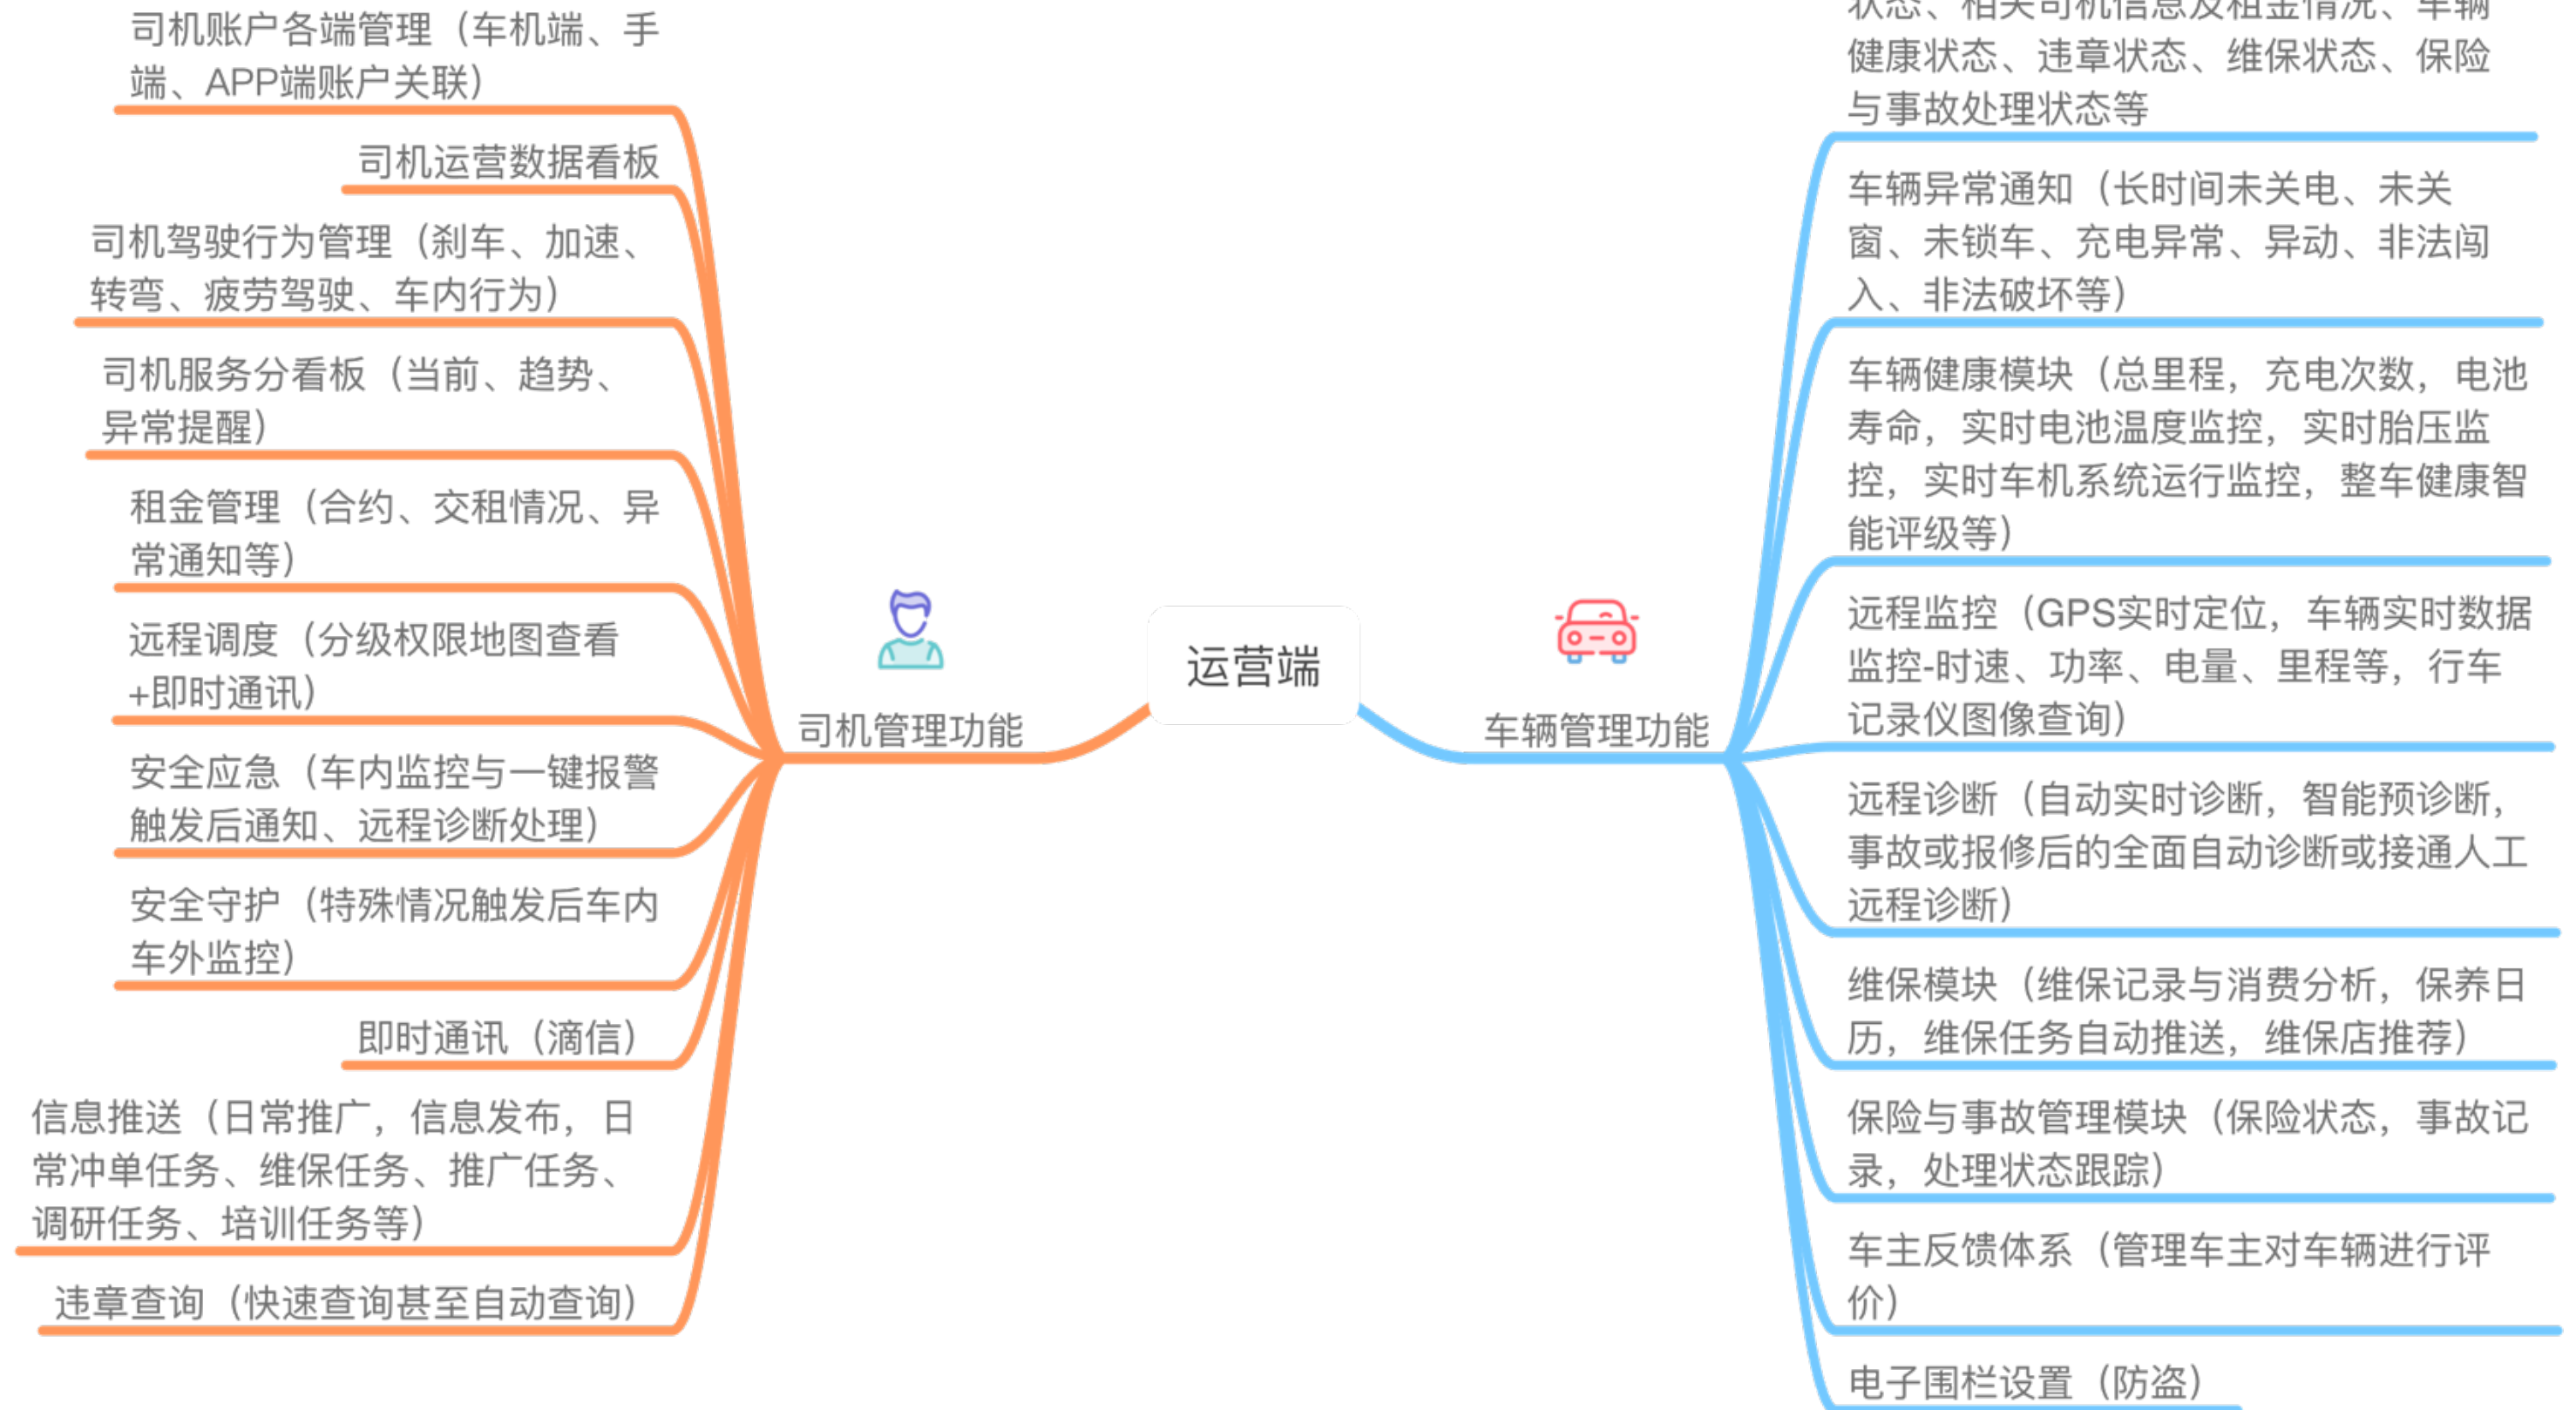 司机账户各端管理（车机端、手
端、APP端账户关联）
司机运营数据看板
司机驾驶行为管理（刹车、加速、
转弯、疲劳驾驶、车内行为）
司机服务分看板（当前、趋势、
异常提醒）
租金管理（合约、交租情况、异
常通知等）
远程调度（分级权限地图查看
+即时通讯）
安全应急（车内监控与一键报警
触发后通知、远程诊断处理）
安全守护（特殊情况触发后车内
车外监控）
即时通讯（滴信）
信息推送（日常推广，信息发布，日
常冲单任务、维保任务、推广任务、
调研任务、培训任务等）
违章查询（快速查询甚至自动查询）
司机管理功能
运营端
车辆管理功能
状态、相关司机信息及租金情况、车辆
健康状态、违章状态、维保状态、保险
与事故处理状态等
车辆异常通知（长时间未关电、未关
窗、未锁车、充电异常、异动、非法闯
入、非法破坏等）
车辆健康模块（总里程，充电次数，电池
寿命，实时电池温度监控，实时胎压监
控，实时车机系统运行监控，整车健康智
能评级等）
远程监控（GPS实时定位，车辆实时数据
监控-时速、功率、电量、里程等，行车
记录仪图像查询）
远程诊断（自动实时诊断，智能预诊断，
事故或报修后的全面自动诊断或接通人工
远程诊断）
维保模块（维保记录与消费分析，保养日
历，维保任务自动推送，维保店推荐）
保险与事故管理模块（保险状态，事故记
录，处理状态跟踪）
车主反馈体系（管理车主对车辆进行评
价）
电子围栏设置（防盗）